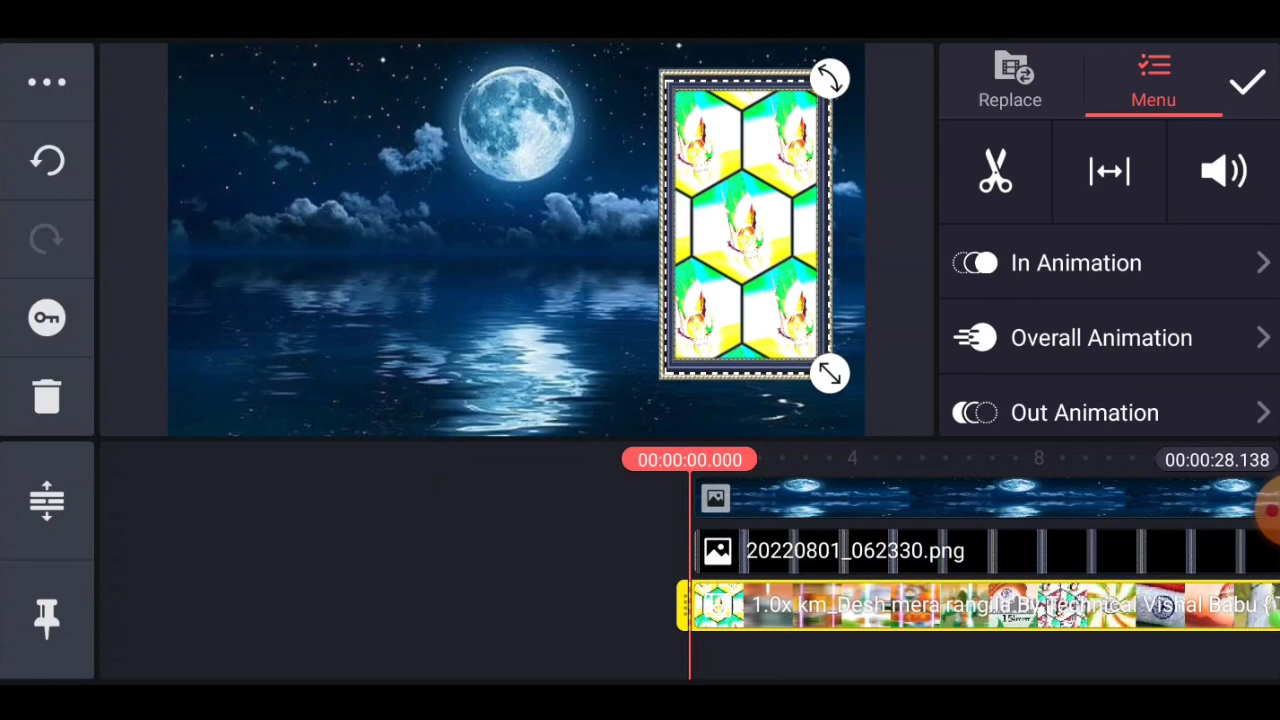 Replace
Menu
In Animation
Overall Animation
Out Animation
00:00:00.000
4
8
00:00:28.138
20220801_062330.png
1.0x km_Desh mera rangila By Technical Vishal Babu (